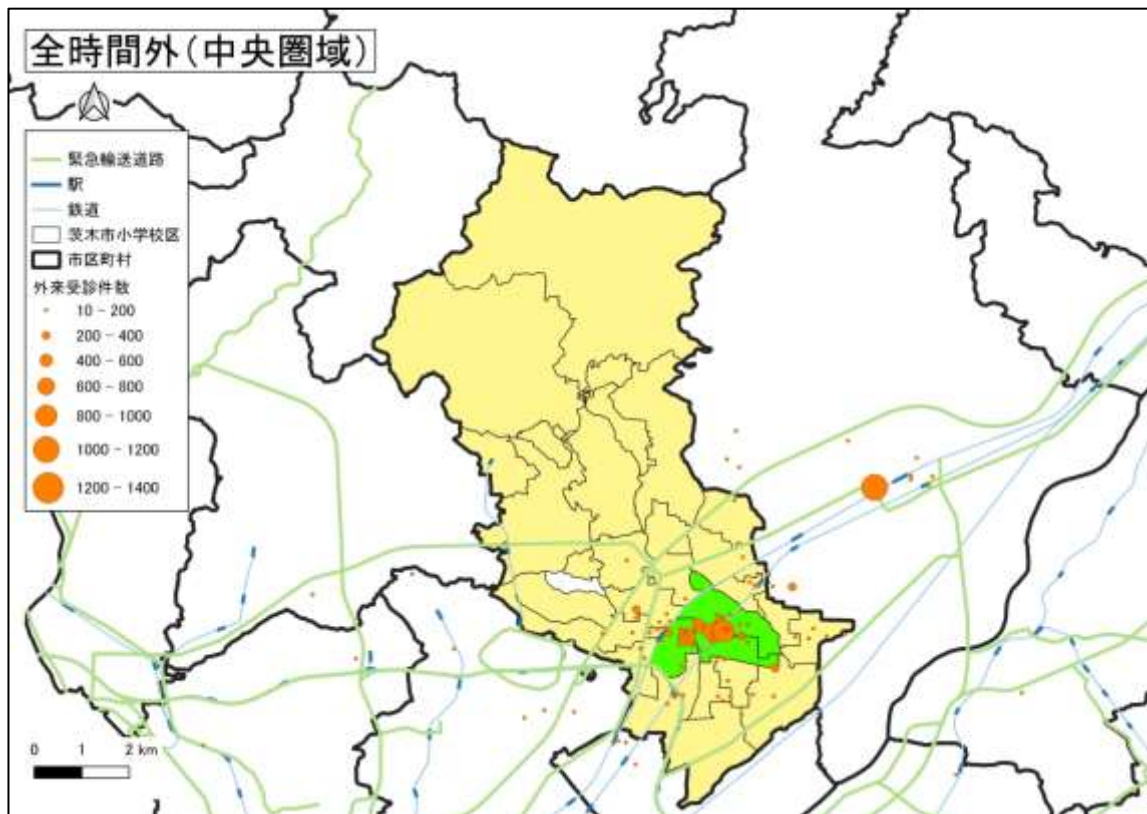 全時間外(中央圏域)
緊急輸送道路
駅
鉄道
茨木市小学校区
市区町村
外来受診件数
10 - 200
200 - 400
400 - 600
600 - 800
800 - 1000
1000 - 1200
1200 - 1400
0 1 2 km